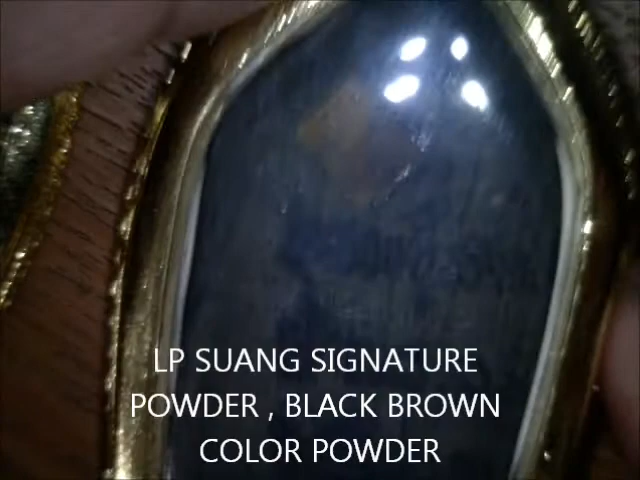 LP SUANG SIGNATURE
POWDER , BLACK BROWN
COLOR POWDER